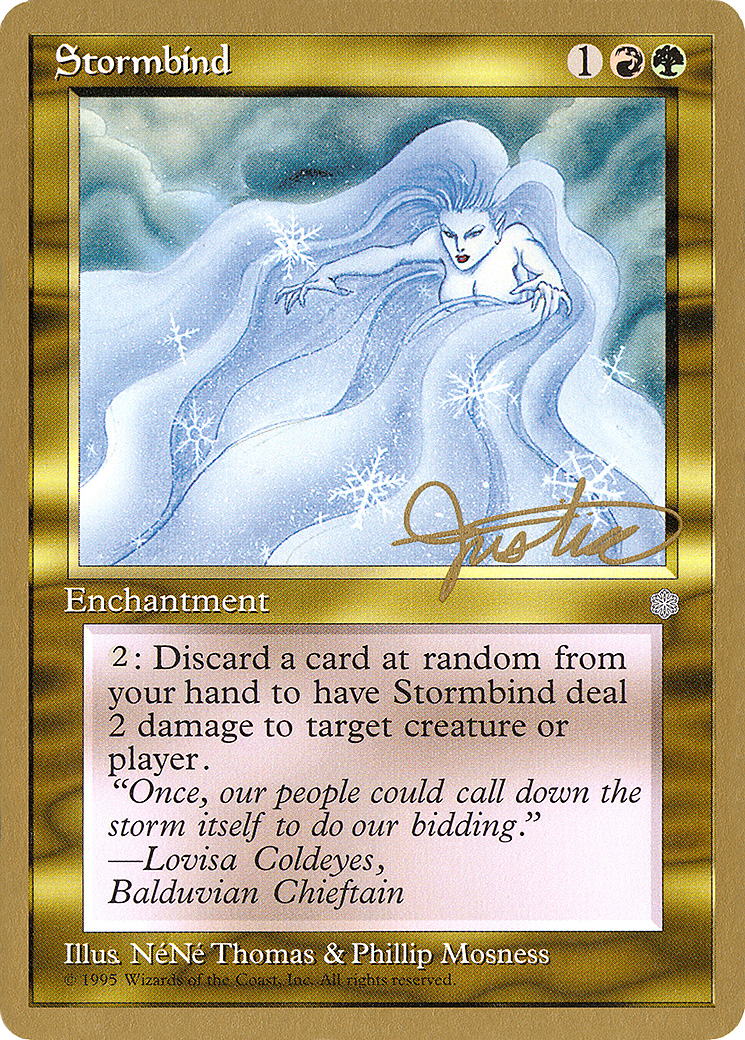 Stormbind 1
Justice
Enchantment
2: Discard a card at random from
your hand to have Stormbind deal
2 damage to target creature or
player.
“Once, our people could call down the
storm itself to do our bidding.”
—Lovisa Coldeyes,
Balduvian Chieftain
Illus. NéNé Thomas & Phillip Mosness
© 1995 Wizards of the Coast, Inc. All rights reserved.